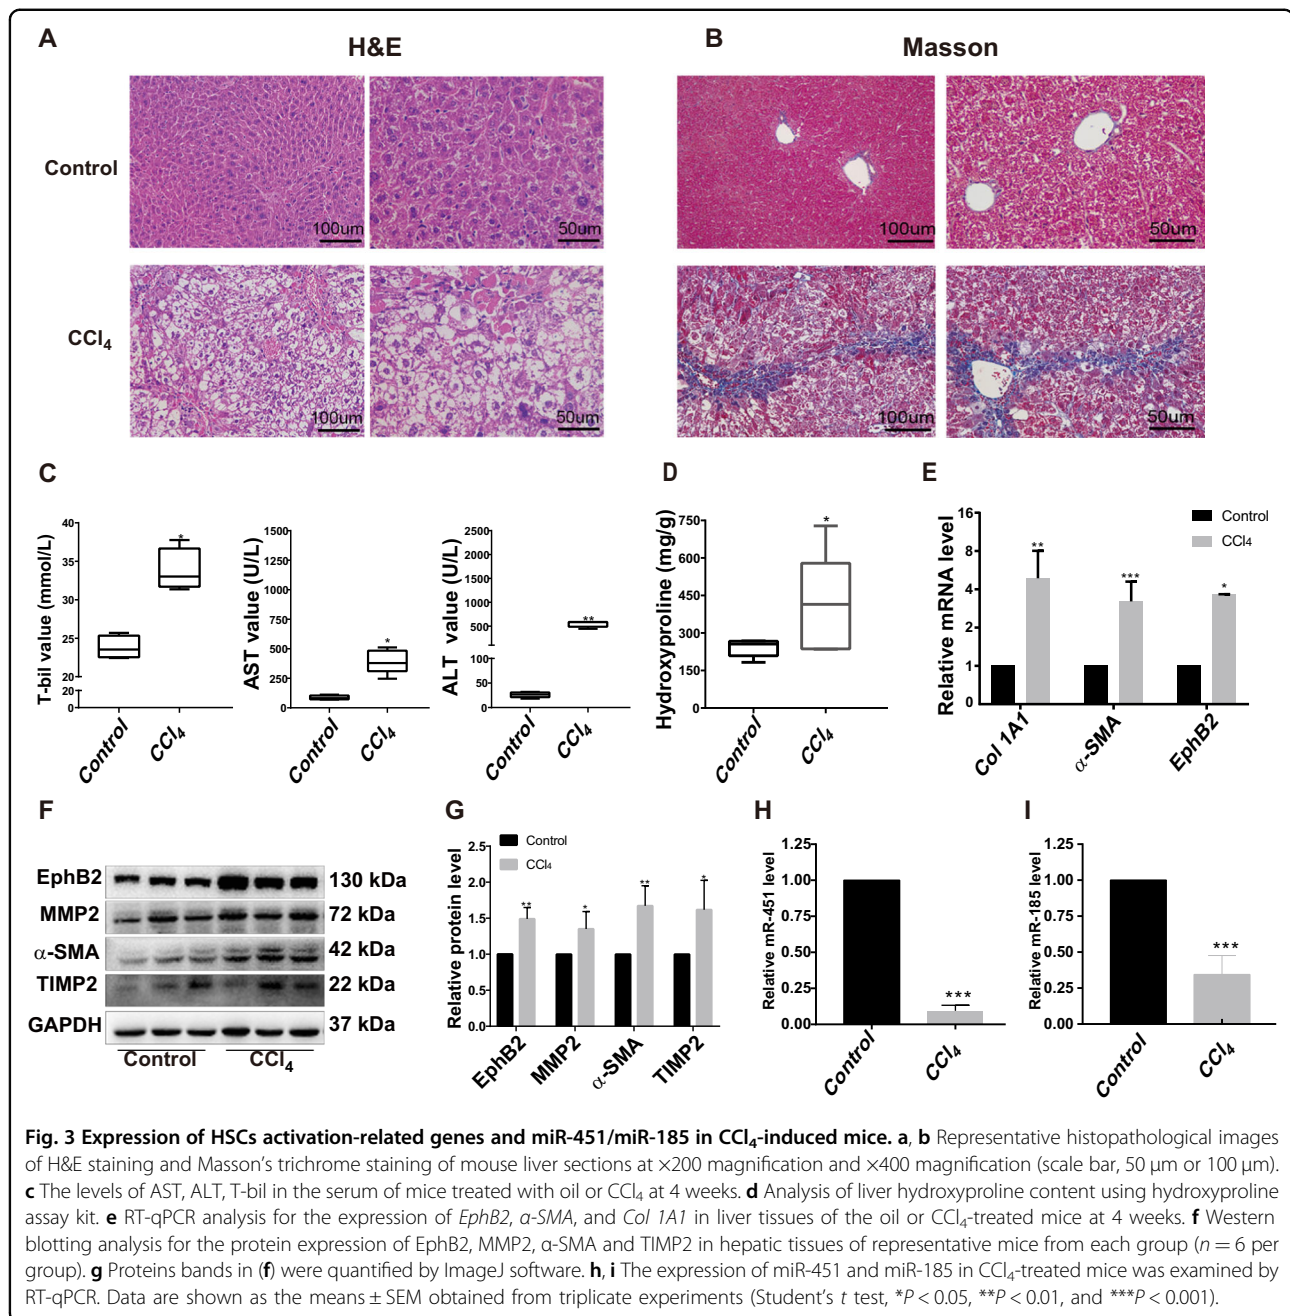 A
H&E
B
Masson
Control
100um
50um
100um
50um
CCl4
100um
50um
100um
50um
C
T-bil value (mmol/L)
40
35
30
25
20
20
0
Control
CCl4
*
AST value (U/L)
1500
1250
1000
750
500
250
0
Control
CCl4
*
ALT value (U/L)
2500
2000
1500
1000
500
100
50
0
Control
CCl4
**
D
Hydroxyproline (mg/g)
750
600
450
300
150
0
Control
CCl4
*
E
Relative mRNA level
16
8
4
2
1
0
Control
CCl4
**
***
*
Col 1A1
α-SMA
EphB2
F
EphB2
130 kDa
MMP2
72 kDa
α-SMA
42 kDa
TIMP2
22 kDa
GAPDH
37 kDa
Control
CCl4
G
Relative protein level
2.5
2.0
1.5
1.0
0.5
0.0
Control
CCl4
**
*
**
*
EphB2
MMP2
α-SMA
TIMP2
H
Relative miR-451 level
1.25
1.00
0.75
0.50
0.25
0.00
***
Control
CCl4
I
Relative miR-185 level
1.25
1.00
0.75
0.50
0.25
0.00
***
Control
CCl4
Fig. 3 Expression of HSCs activation-related genes and miR-451/miR-185 in CCl4-induced mice. a, b Representative histopathological images
of H&E staining and Masson's trichrome staining of mouse liver sections at ×200 magnification and ×400 magnification (scale bar, 50 μm or 100 μm).
c The levels of AST, ALT, T-bil in the serum of mice treated with oil or CCl4 at 4 weeks. d Analysis of liver hydroxyproline content using hydroxyproline
assay kit. e RT-qPCR analysis for the expression of EphB2, α-SMA, and Col 1A1 in liver tissues of the oil or CCl4-treated mice at 4 weeks. f Western
blotting analysis for the protein expression of EphB2, MMP2, α-SMA and TIMP2 in hepatic tissues of representative mice from each group (n = 6 per
group). g Proteins bands in (f) were quantified by ImageJ software. h, i The expression of miR-451 and miR-185 in CCl4-treated mice was examined by
RT-qPCR. Data are shown as the means ± SEM obtained from triplicate experiments (Student's t test, *P < 0.05, **P < 0.01, and ***P < 0.001).